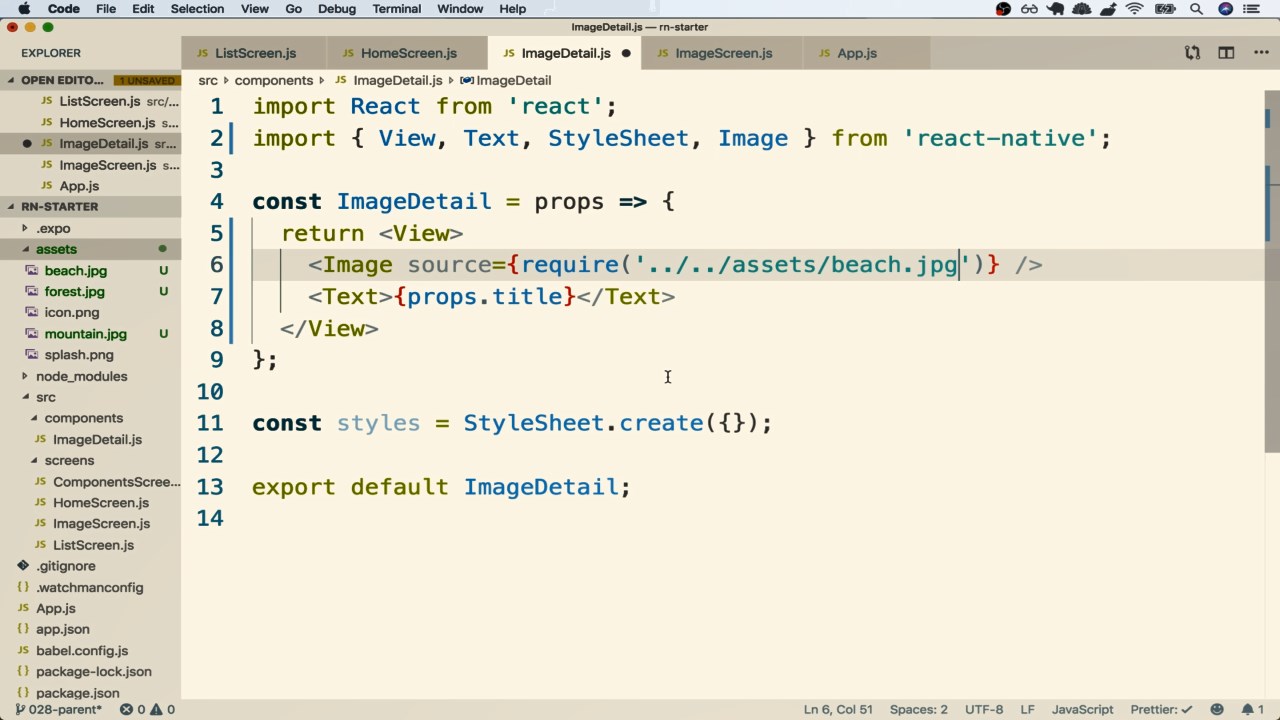 Code File Edit Selection View Go Debug Terminal Window Help
ImageDetail.js — rn-starter
EXPLORER
JS ListScreen.js
JS HomeScreen.js
JS ImageDetail.js
JS ImageScreen.js
JS App.js
OPEN EDITO... 1 UNSAVED
JS ListScreen.js src/...
JS HomeScreen.js s...
JS ImageDetail.js sr...
JS ImageScreen.js s...
JS App.js
RN-STARTER
.expo
assets
beach.jpg U
forest.jpg U
icon.png
mountain.jpg U
splash.png
node_modules
src
components
JS ImageDetail.js
screens
JS ComponentsScree...
JS HomeScreen.js
JS ImageScreen.js
JS ListScreen.js
.gitignore
{} .watchmanconfig
JS App.js
{} app.json
JS babel.config.js
{} package-lock.json
{} package.json
src components JS ImageDetail.js ImageDetail
1 import React from 'react';
2 import { View, Text, StyleSheet, Image } from 'react-native';
3
4 const ImageDetail = props => {
5 return <View>
6 <Image source={require('../../assets/beach.jpg')} />
7 <Text>{props.title}</Text>
8 </View>
9 };
10
11 const styles = StyleSheet.create({});
12
13 export default ImageDetail;
14
028-parent* 0 0
Ln 6, Col 51 Spaces: 2 UTF-8 LF JavaScript Prettier: 1